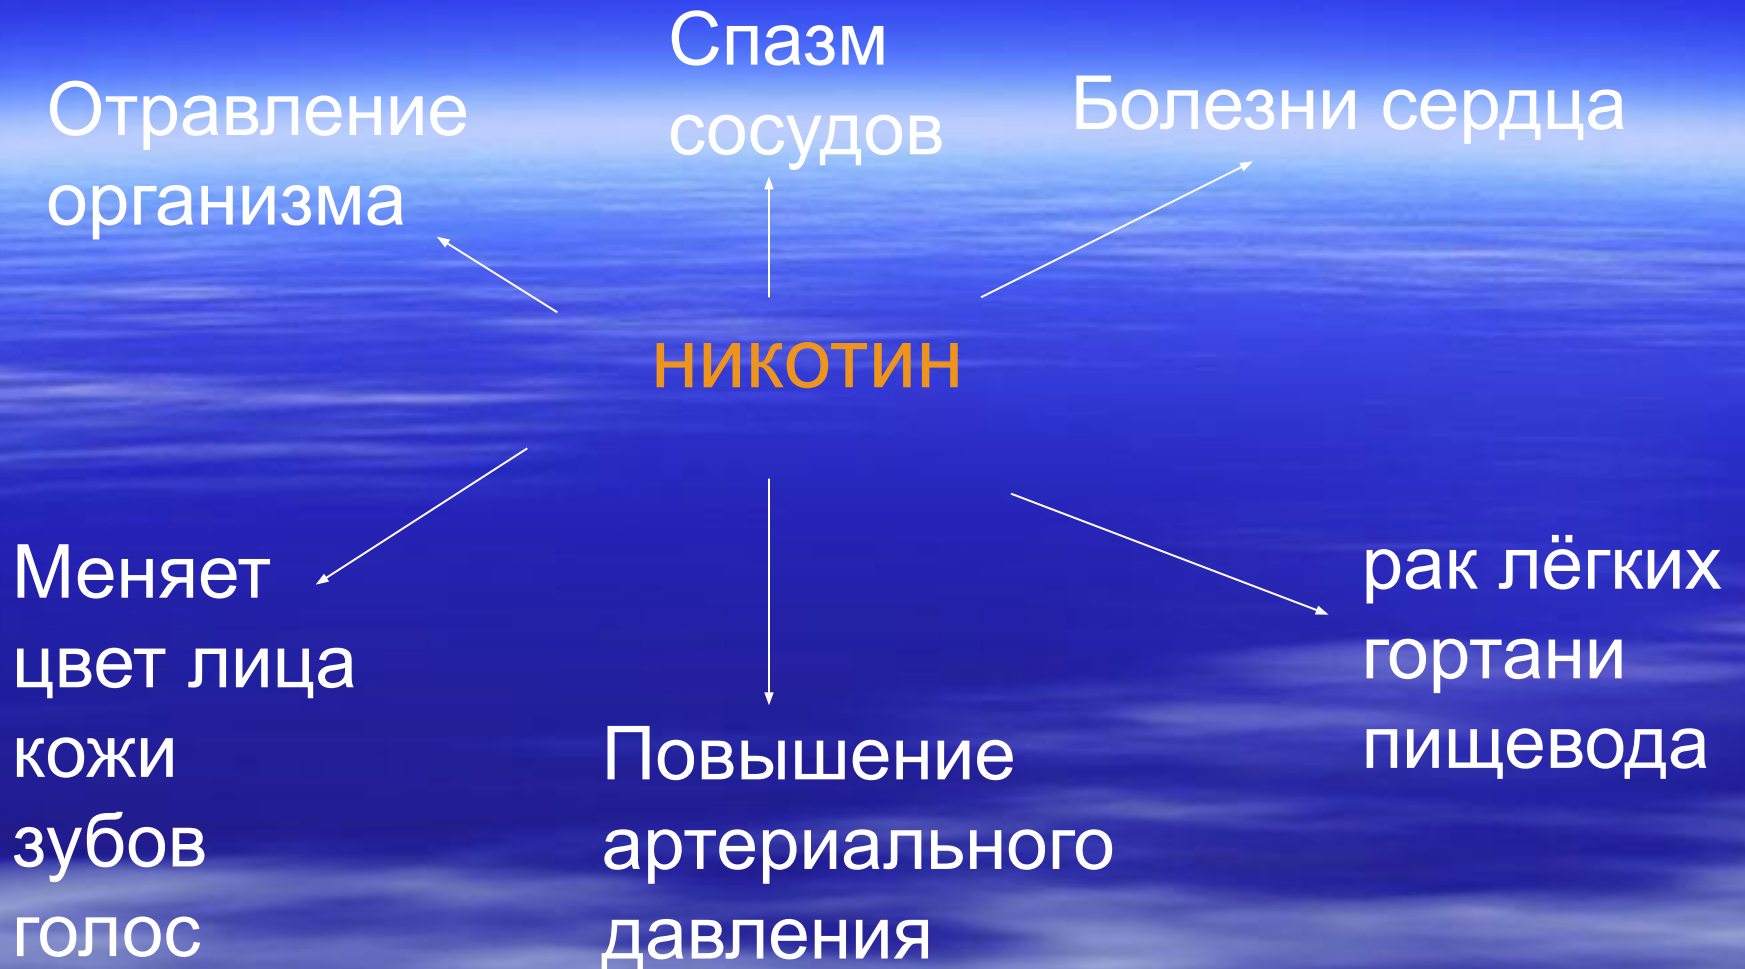 Спазм
сосудов
Отравление
организма
Болезни сердца
никотин
Меняет
цвет лица
кожи
зубов
голос
Повышение
артериального
давления
рак лёгких
гортани
пищевода